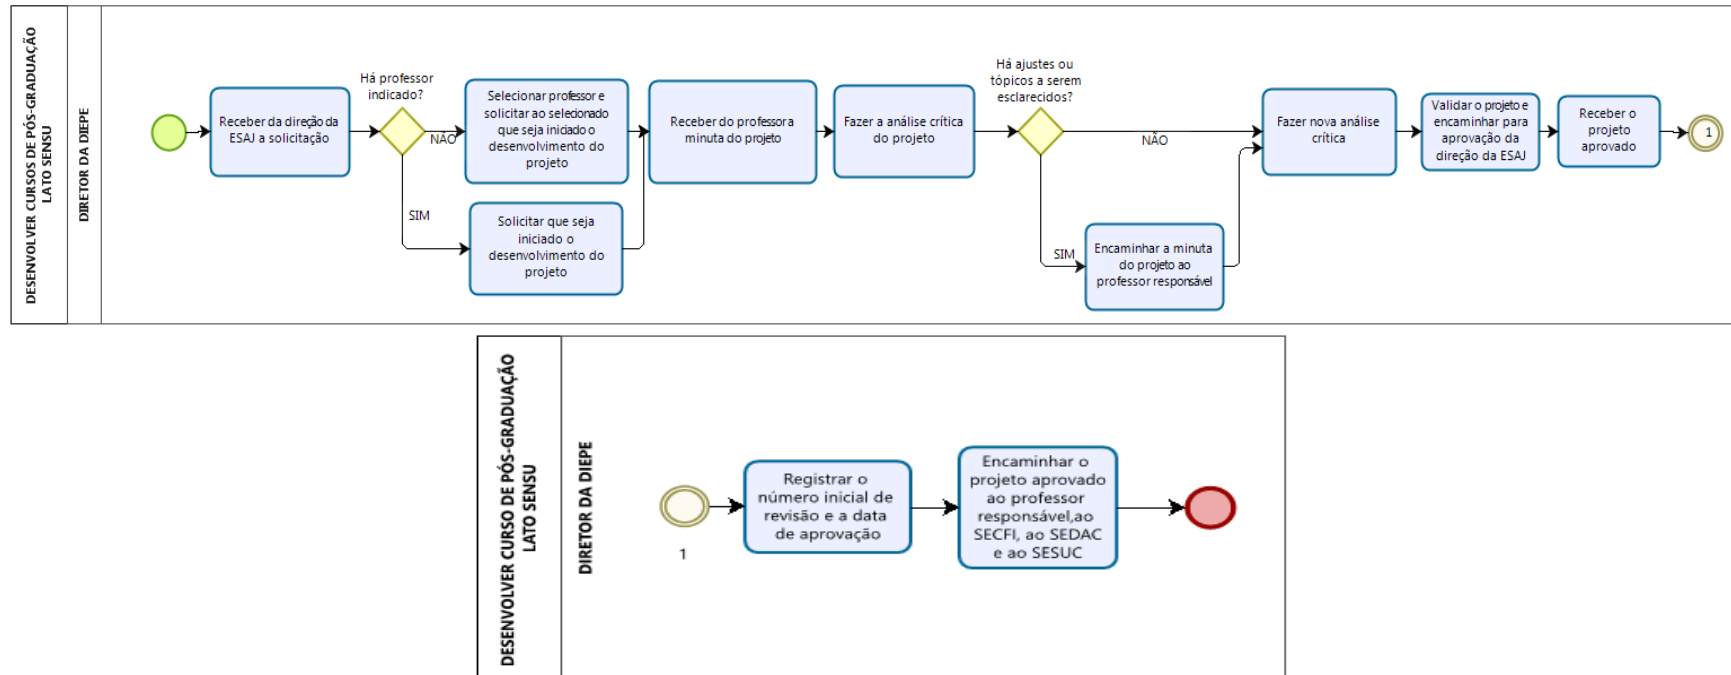 DESENVOLVER CURSOS DE PÓS-GRADUAÇÃO
LATO SENSU
DIRETOR DA DIEPE
Receber da direção da
ESAJ a solicitação
Há professor
indicado?
NÃO
SIM
Selecionar professor e
solicitar ao selecionado
que seja iniciado o
desenvolvimento do
projeto
Solicitar que seja
iniciado o
desenvolvimento do
projeto
Receber do professor a
minuta do projeto
Fazer a análise crítica
do projeto
Há ajustes ou
tópicos a serem
esclarecidos?
NÃO
SIM
Encaminhar a minuta
do projeto ao
professor responsável
Fazer nova análise
crítica
Validar o projeto e
encaminhar para
aprovação da
direção da ESAJ
Receber o
projeto
aprovado
1
DESENVOLVER CURSO DE PÓS-GRADUAÇÃO
LATO SENSU
DIRETOR DA DIEPE
1
Registrar o
número inicial de
revisão e a data
de aprovação
Encaminhar o
projeto aprovado
ao professor
responsável,ao
SECFI, ao SEDAC
e ao SESUC